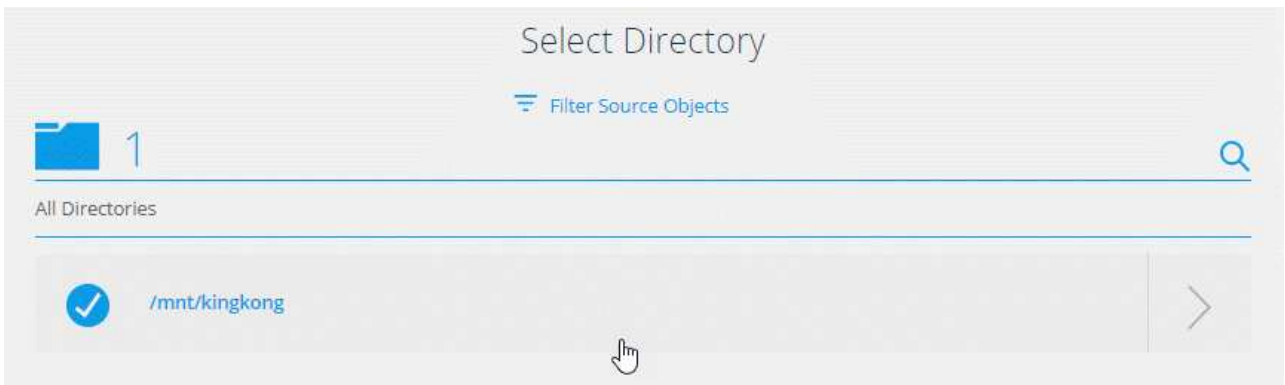 Select Directory
Filter Source Objects
1
All Directories
/mnt/kingkong